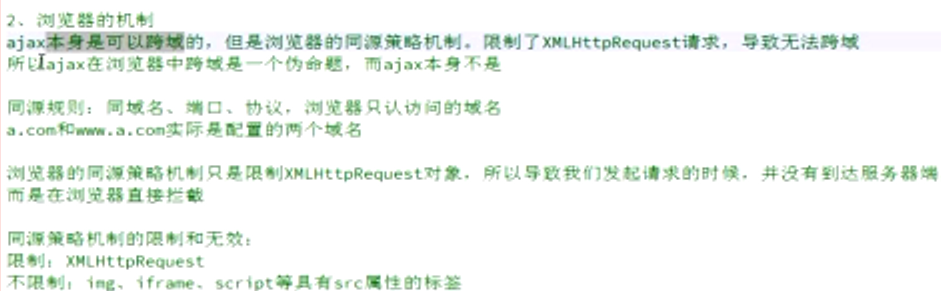 2、浏览器的机制
ajax本身是可以跨域的，但是浏览器的同源策略机制。限制了XMLHttpRequest请求，导致无法跨域
所以ajax在浏览器中跨域是一个伪命题，而ajax本身不是
同源规则：同域名、端口、协议，浏览器只认访问的域名
a.com和www.a.com实际是配置的两个域名
浏览器的同源策略机制只是限制XMLHttpRequest对象，所以导致我们发起请求的时候，并没有到达服务器端
而是在浏览器直接拦截
同源策略机制的限制和无效：
限制：XMLHttpRequest
不限制：img、iframe、script等具有src属性的标签